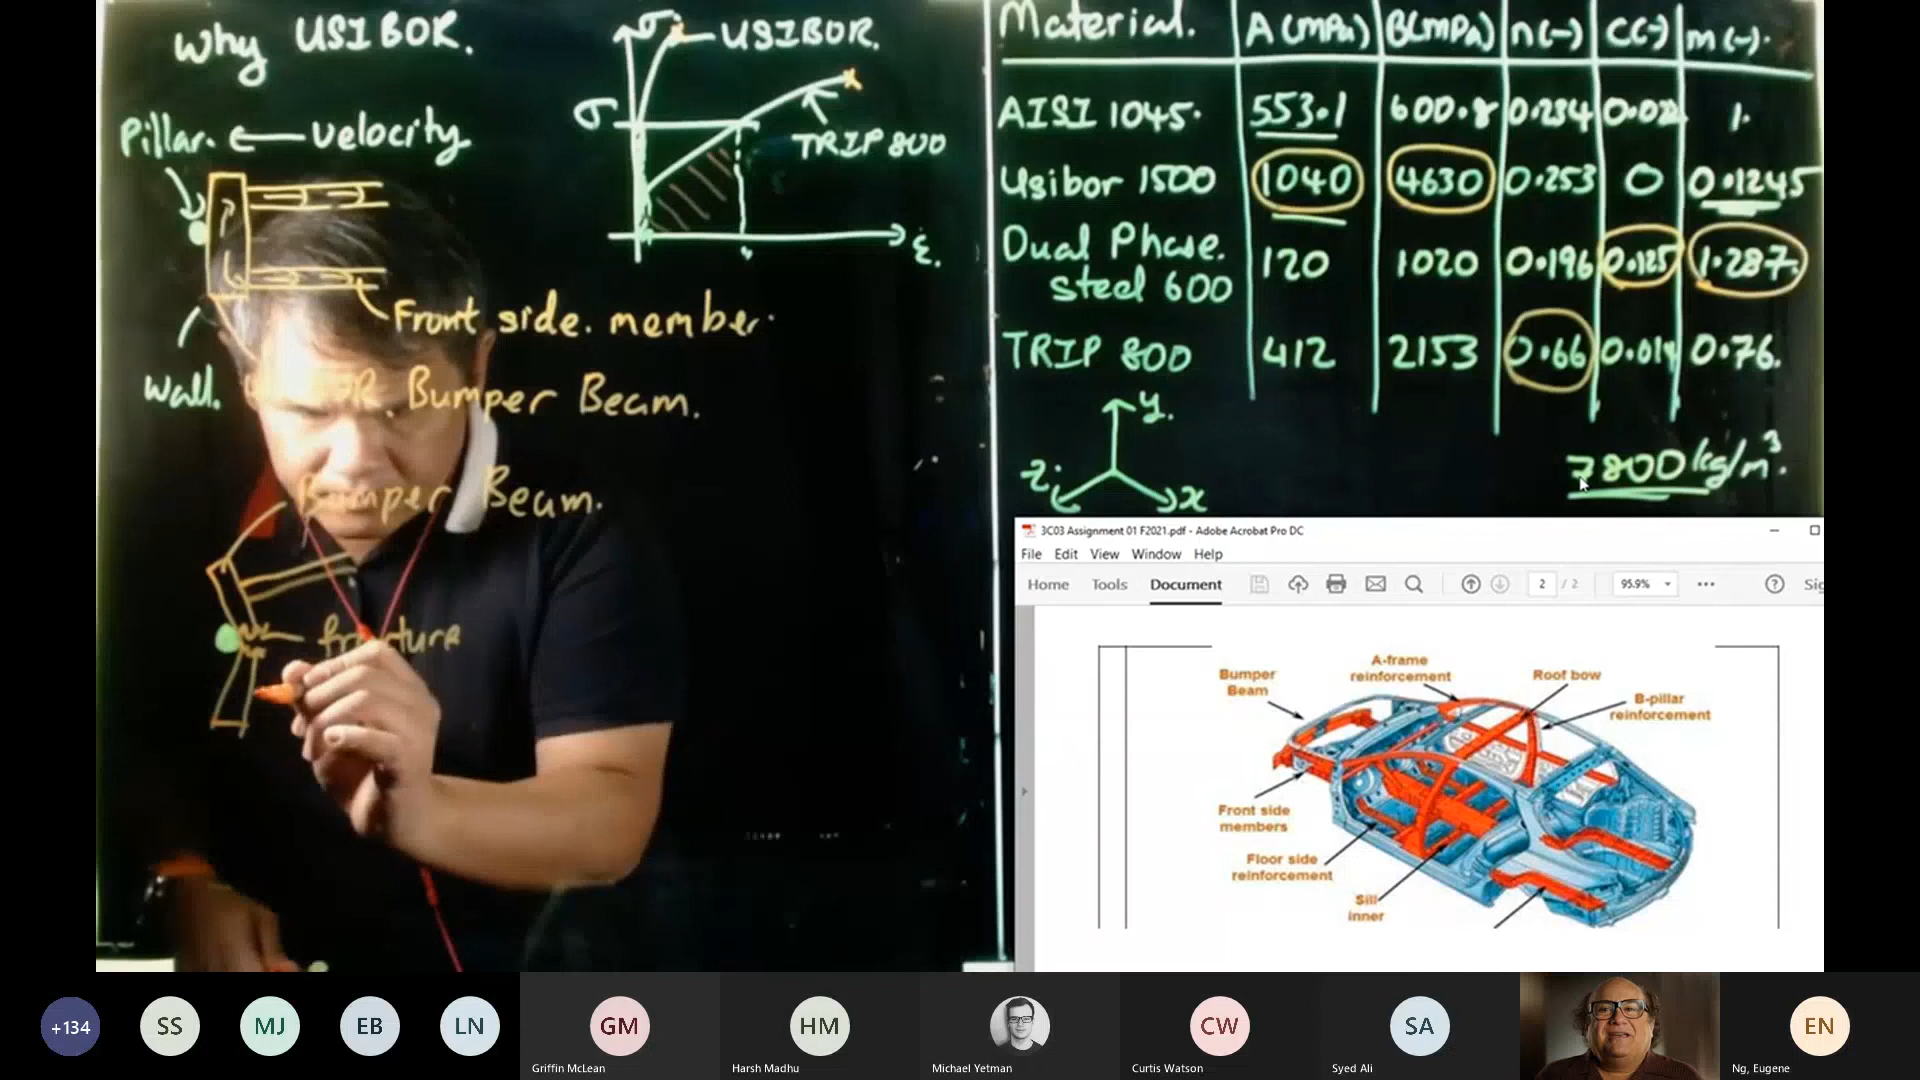 Why USIBOR.
σ
USIBOR.
Pillar. ← velocity
σ
TRIP 800
ε.
Front side. member.
Wall.
OR. Bumper Beam.
Bumper Beam.
fracture
Material. A(MPa) B(MPa) n(-) C(-) m(-).
AISI 1045. 553.1 600.8 0.234 1.
Usibor 1500 1040 4630 0.253 0 0.1245
Dual Phase.
steel 600 120 1020 0.196 0.125 1.287.
TRIP 800 412 2153 0.66 0.76.
y.
z.
x
7800 kg/m³.
3C03 Assignment 01 F2021.pdf - Adobe Acrobat Pro DC
File Edit View Window Help
Home Tools Document 2 / 2 95.9% Sig
A-frame
reinforcement
Bumper
Beam
Roof bow
B-pillar
reinforcement
Front side
members
Floor side
reinforcement
Sill
inner
+134 SS MJ EB LN GM HM CW SA EN
Griffin McLean Harsh Madhu Michael Yetman Curtis Watson Syed Ali Ng, Eugene